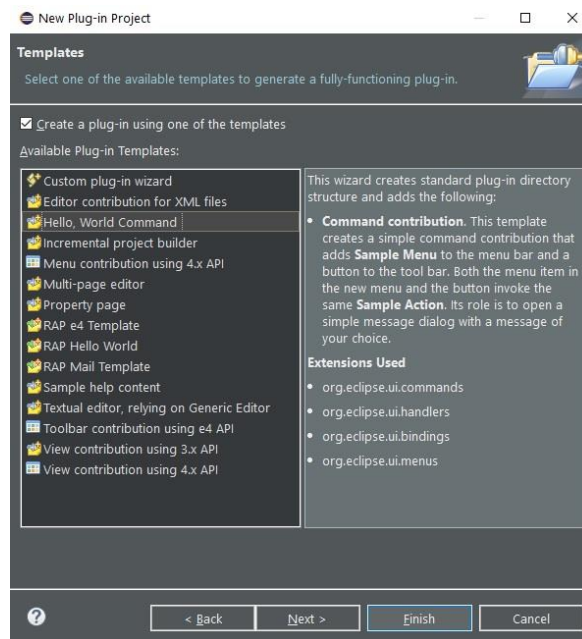 New Plug-in Project
Templates
Select one of the available templates to generate a fully-functioning plug-in.
Create a plug-in using one of the templates
Available Plug-in Templates:
Custom plug-in wizard
Editor contribution for XML files
Hello, World Command
Incremental project builder
Menu contribution using 4.x API
Multi-page editor
Property page
RAP e4 Template
RAP Hello World
RAP Mail Template
Sample help content
Textual editor, relying on Generic Editor
Toolbar contribution using e4 API
View contribution using 3.x API
View contribution using 4.x API
This wizard creates standard plug-in directory
structure and adds the following:
• Command contribution. This template
creates a simple command contribution that
adds Sample Menu to the menu bar and a
button to the tool bar. Both the menu item in
the new menu and the button invoke the
same Sample Action. Its role is to open a
simple message dialog with a message of
your choice.
Extensions Used
• org.eclipse.ui.commands
• org.eclipse.ui.handlers
• org.eclipse.ui.bindings
• org.eclipse.ui.menus
?
< Back
Next >
Finish
Cancel